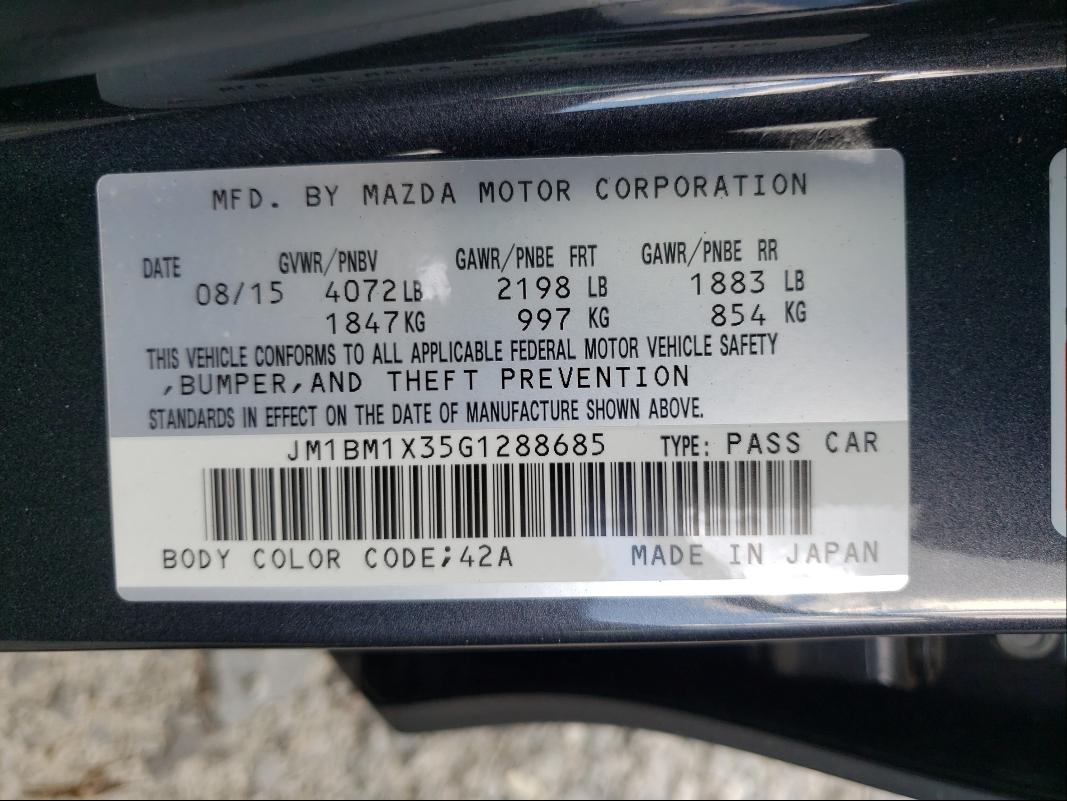 MFD. BY MAZDA MOTOR CORPORATION
DATE GVWR/PNBV GAWR/PNBE FRT GAWR/PNBE RR
08/15 4072LB 2198 LB 1883 LB
1847KG 997 KG 854 KG
THIS VEHICLE CONFORMS TO ALL APPLICABLE FEDERAL MOTOR VEHICLE SAFETY
,BUMPER,AND THEFT PREVENTION
STANDARDS IN EFFECT ON THE DATE OF MANUFACTURE SHOWN ABOVE.
JM1BM1X35G1288685 TYPE: PASS CAR
BODY COLOR CODE;42A MADE IN JAPAN